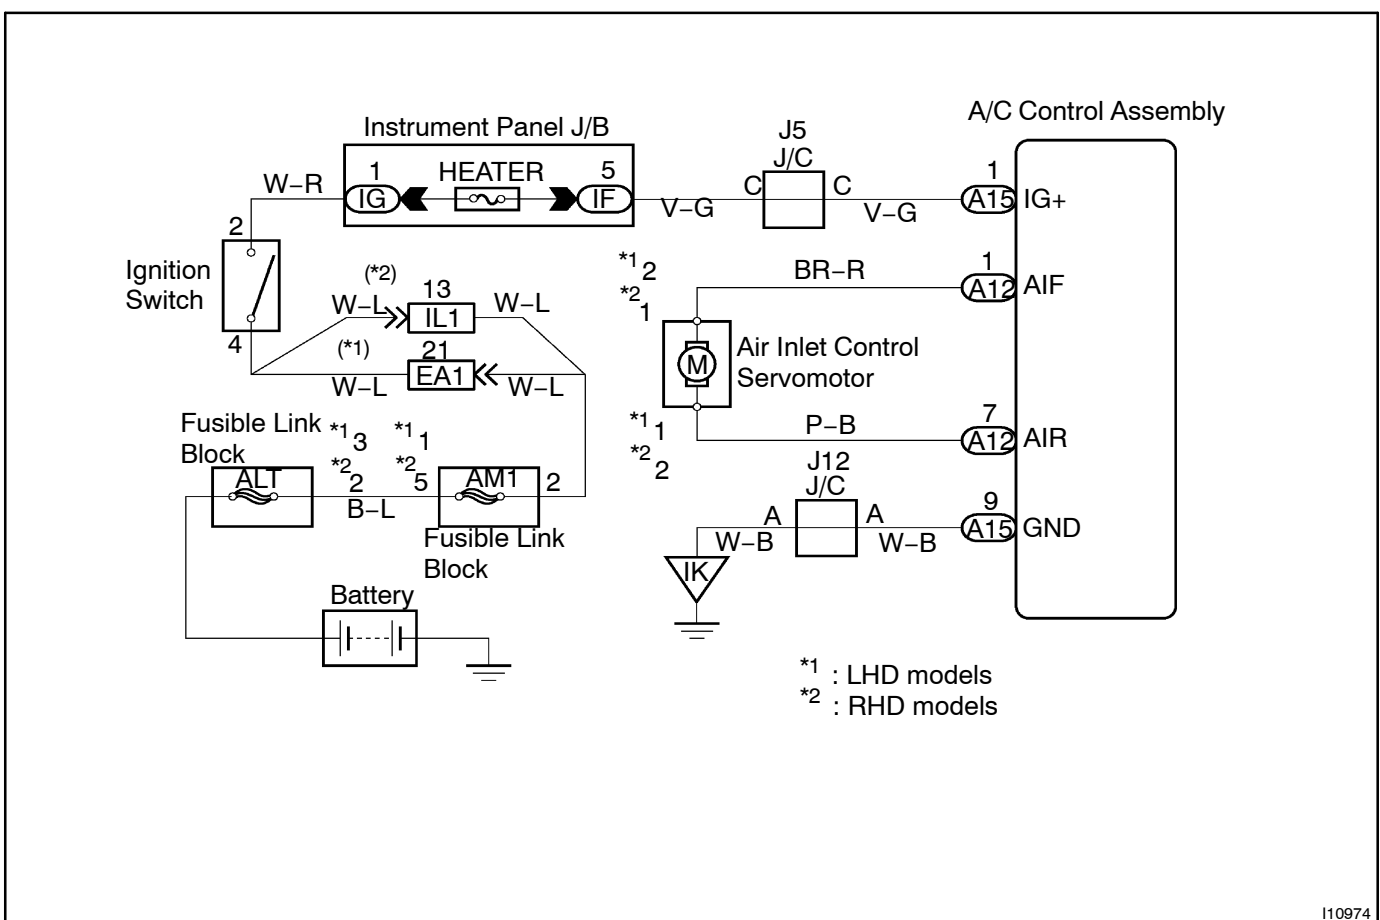 A/C Control Assembly
Instrument Panel J/B
J5
J/C
1
HEATER
5
1
W–R
IG
IF
C
C
A15
IG+
V–G
V–G
2
Ignition
Switch
(*2)
13
W–L
IL1
W–L
4
(*1)
21
W–L
EA1
W–L
*1 2
*2 1
BR–R
1
A12
AIF
M
Air Inlet Control
Servomotor
*1 1
*2 2
P–B
7
A12
AIR
Fusible Link
Block
*1 3
*2 2
*1 1
*2 5
ALT
AM1
2
B–L
Fusible Link
Block
J12
J/C
A
A
9
A15
GND
W–B
W–B
IK
Battery
*1 : LHD models
*2 : RHD models
I10974